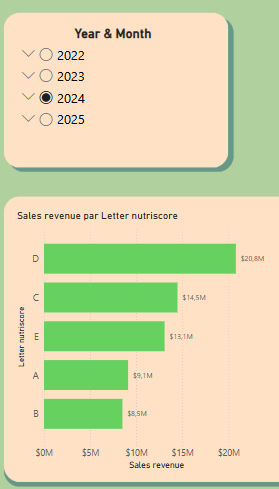 Year & Month
2022
2023
2024
2025
Sales revenue par Letter nutriscore
Letter nutriscore
D
$20,8M
C
$14,5M
E
$13,1M
A
$9,1M
B
$8,5M
$0M $5M $10M $15M $20M
Sales revenue